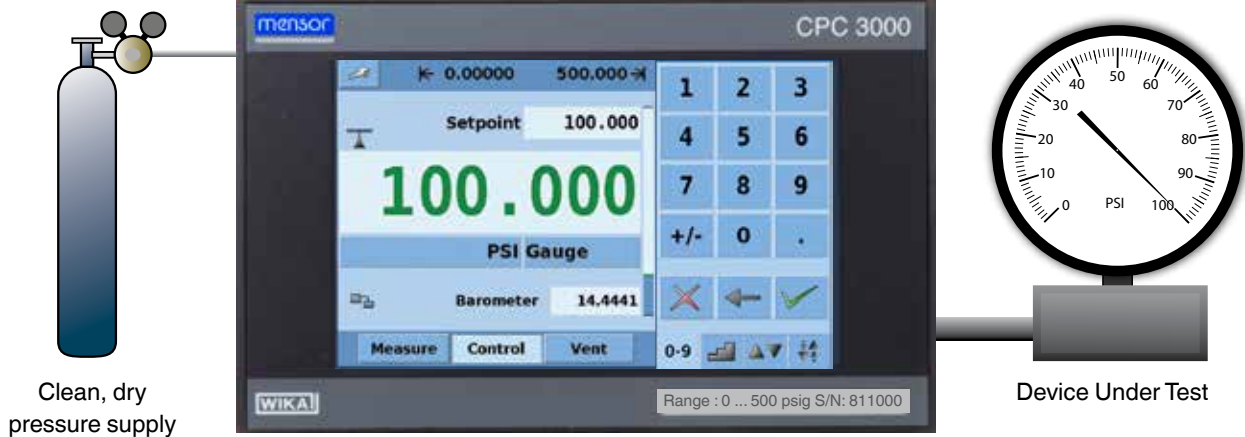 mensor
CPC 3000
0.00000 500.000
Setpoint 100.000
100.000
PSI Gauge
Barometer 14.4441
Measure Control Vent
1 2 3
4 5 6
7 8 9
+/- 0 .
0-9
WIKA
Range : 0 ... 500 psig S/N: 811000
Clean, dry
pressure supply
0 10 20 30 40 50 60 70 80 90 100
PSI
Device Under Test